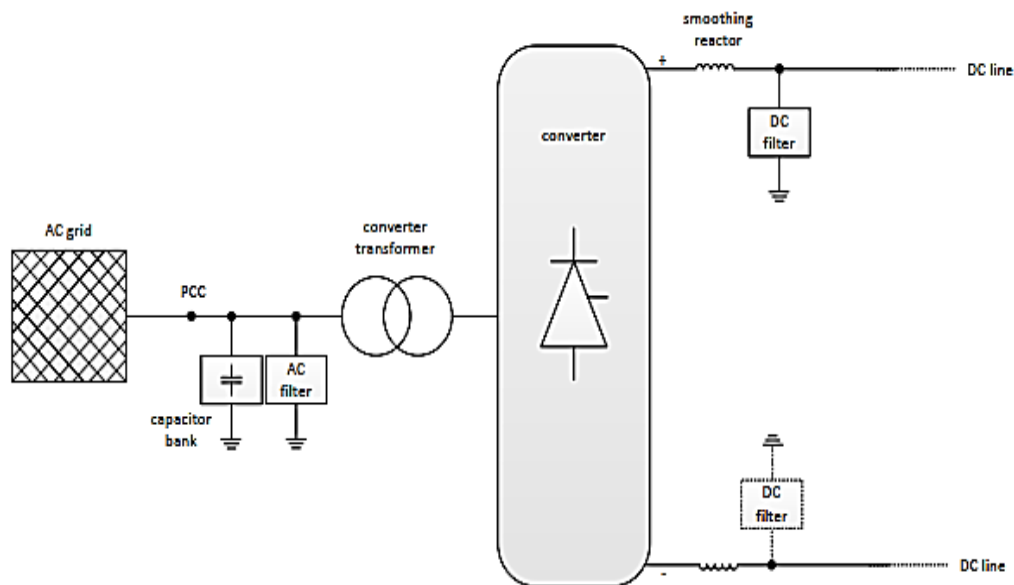 smoothing
reactor
+
DC line
DC
filter
converter
AC grid
converter
transformer
PCC
AC
filter
capacitor
bank
DC
filter
-
DC line